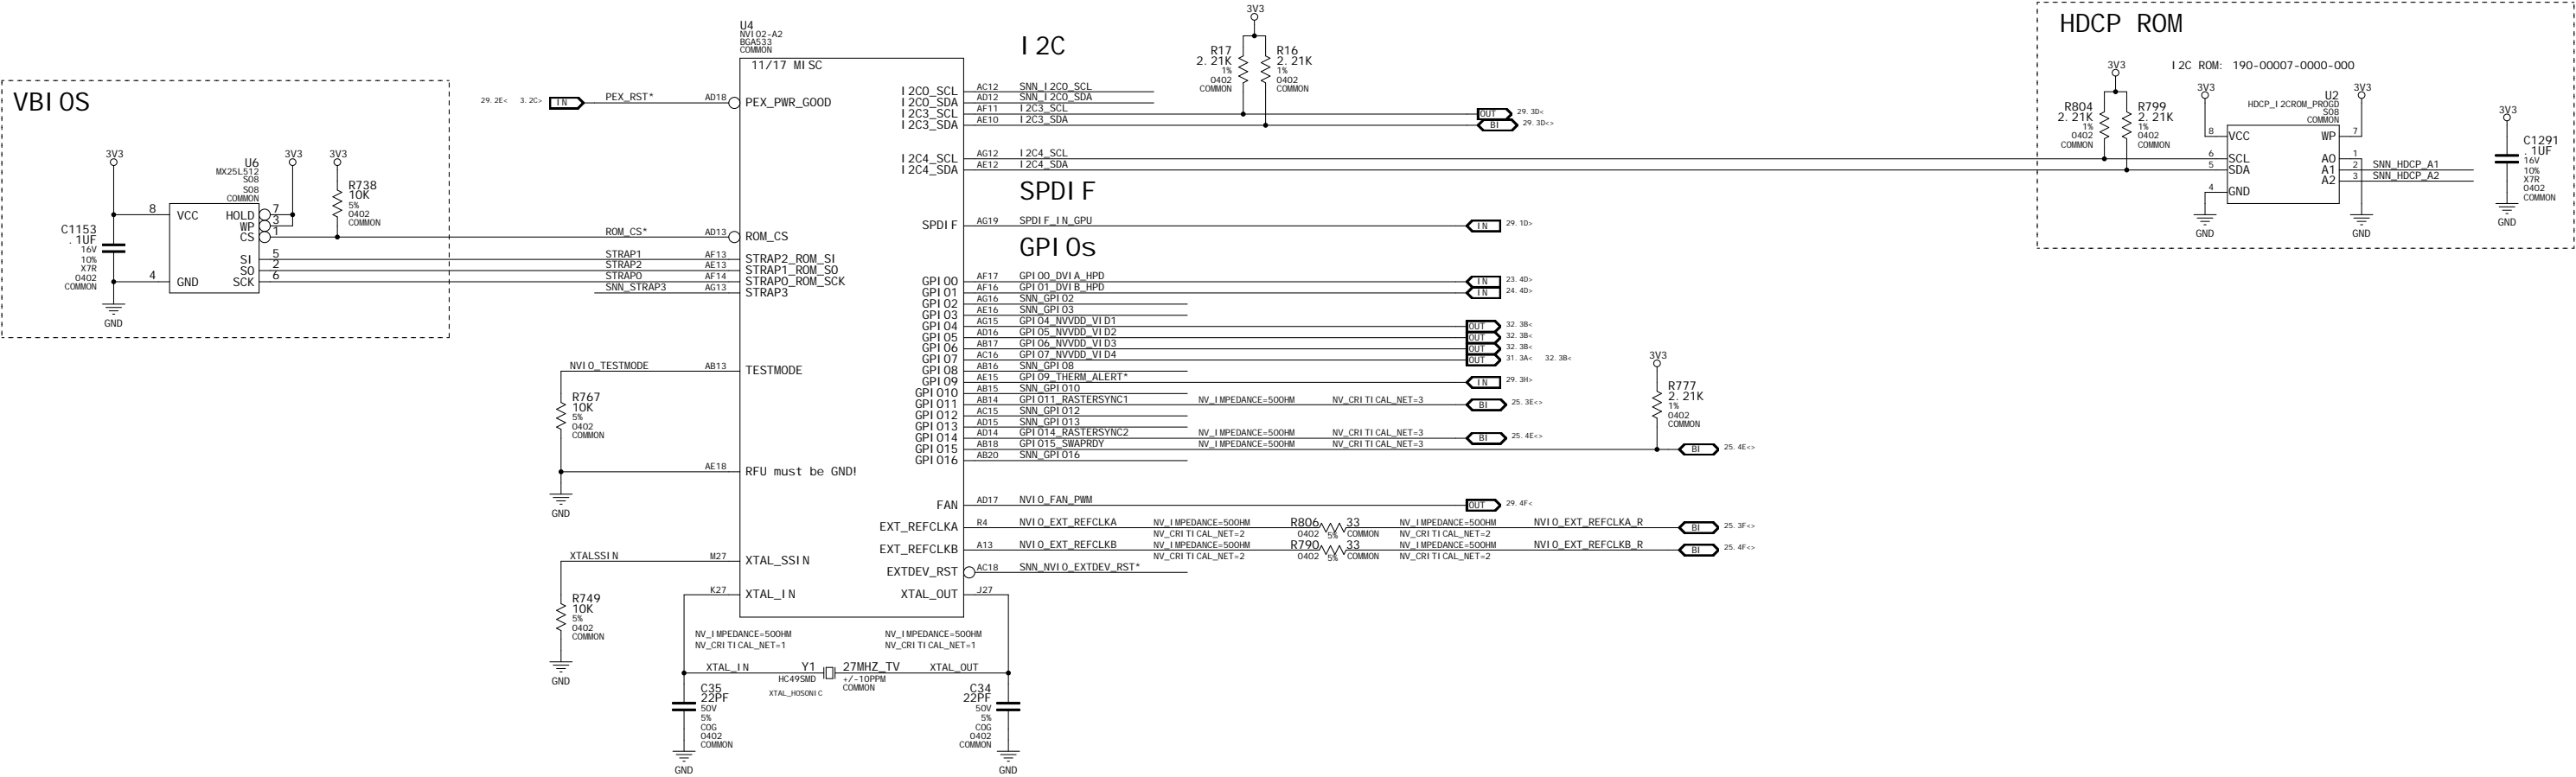 VBIOS
3V3
3V3
3V3
U6
MX25L512
SO8
SO8
COMMON
R738
10K
5%
0402
COMMON
8 VCC
HOLD 7
WP 3
CS 1
SI 5
SO 2
4 GND
SCK 6
C1153
.1UF
16V
10%
X7R
0402
COMMON
GND
29.2E< 3.2C> IN PEX_RST* AD18
ROM_CS* AD13
STRAP1 AF13
STRAP2 AE13
STRAP0 AF14
SNN_STRAP3 AG13
NVIO_TESTMODE AB13
R767
10K
5%
0402
COMMON
AE18
GND
XTALSSIN M27
R749
10K
5%
0402
COMMON
GND
K27
U4
NVIO2-A2
BGA533
COMMON
11/17 MISC
PEX_PWR_GOOD
ROM_CS
STRAP2_ROM_SI
STRAP1_ROM_SO
STRAP0_ROM_SCK
STRAP3
TESTMODE
RFU must be GND!
XTAL_SSIN
XTAL_IN
I2C
I2C0_SCL AC12 SNN_I2C0_SCL
I2C0_SDA AD12 SNN_I2C0_SDA
I2C3_SCL AF11 I2C3_SCL OUT 29.3D<
I2C3_SDA AE10 I2C3_SDA BI 29.3D<>
3V3
R17
2.21K
1%
0402
COMMON
R16
2.21K
1%
0402
COMMON
I2C4_SCL AG12 I2C4_SCL
I2C4_SDA AE12 I2C4_SDA
SPDIF
SPDIF AG19 SPDIF_IN_GPU IN 29.1D>
GPIOs
GPIO0 AF17 GPIO0_DVIA_HPD IN 23.4D>
GPIO1 AF16 GPIO1_DVIB_HPD IN 24.4D>
GPIO2 AG16 SNN_GPIO2
GPIO3 AE16 SNN_GPIO3
GPIO4 AG15 GPIO4_NVVDD_VID1 OUT 32.3B<
GPIO5 AD16 GPIO5_NVVDD_VID2 OUT 32.3B<
GPIO6 AB17 GPIO6_NVVDD_VID3 OUT 32.3B<
GPIO7 AC16 GPIO7_NVVDD_VID4 OUT 31.3A< 32.3B<
GPIO8 AB16 SNN_GPIO8
GPIO9 AE15 GPIO9_THERM_ALERT* IN 29.3H>
GPIO10 AB15 SNN_GPIO10
GPIO11 AB14 GPIO11_RASTERSYNC1 NV_IMPEDANCE=50OHM NV_CRITICAL_NET=3 BI 25.3E<>
GPIO12 AC15 SNN_GPIO12
GPIO13 AD15 SNN_GPIO13
GPIO14 AD14 GPIO14_RASTERSYNC2 NV_IMPEDANCE=50OHM NV_CRITICAL_NET=3 BI 25.4E<>
GPIO15 AB18 GPIO15_SWAPRDY NV_IMPEDANCE=50OHM NV_CRITICAL_NET=3 BI 25.4E<>
GPIO16 AB20 SNN_GPIO16
3V3
R777
2.21K
1%
0402
COMMON
FAN AD17 NVIO_FAN_PWM OUT 29.4F<
EXT_REFCLKA R4 NVIO_EXT_REFCLKA NV_IMPEDANCE=50OHM R806 33 NV_IMPEDANCE=50OHM NVIO_EXT_REFCLKA_R BI 25.3F<>
NV_CRITICAL_NET=2 0402 5% COMMON NV_CRITICAL_NET=2
EXT_REFCLKB A13 NVIO_EXT_REFCLKB NV_IMPEDANCE=50OHM R790 33 NV_IMPEDANCE=50OHM NVIO_EXT_REFCLKB_R BI 25.4F<>
NV_CRITICAL_NET=2 0402 5% COMMON NV_CRITICAL_NET=2
EXTDEV_RST AC18 SNN_NVIO_EXTDEV_RST*
XTAL_OUT J27
NV_IMPEDANCE=50OHM NV_IMPEDANCE=50OHM
NV_CRITICAL_NET=1 NV_CRITICAL_NET=1
XTAL_IN Y1 27MHZ_TV XTAL_OUT
HC49SMD +/-10PPM
XTAL_HOSONIC COMMON
C35
22PF
50V
5%
COG
0402
COMMON
GND
C34
22PF
50V
5%
COG
0402
COMMON
GND
HDCP ROM
I2C ROM: 190-00007-0000-000
3V3
R804
2.21K
1%
0402
COMMON
R799
2.21K
1%
0402
COMMON
3V3
3V3
U2
HDCP_I2CROM_PROGD
SO8
COMMON
8 VCC WP 7
6 SCL A0 1
5 SDA A1 2 SNN_HDCP_A1
A2 3 SNN_HDCP_A2
4 GND
GND
GND
3V3
C1291
.1UF
16V
10%
X7R
0402
COMMON
GND